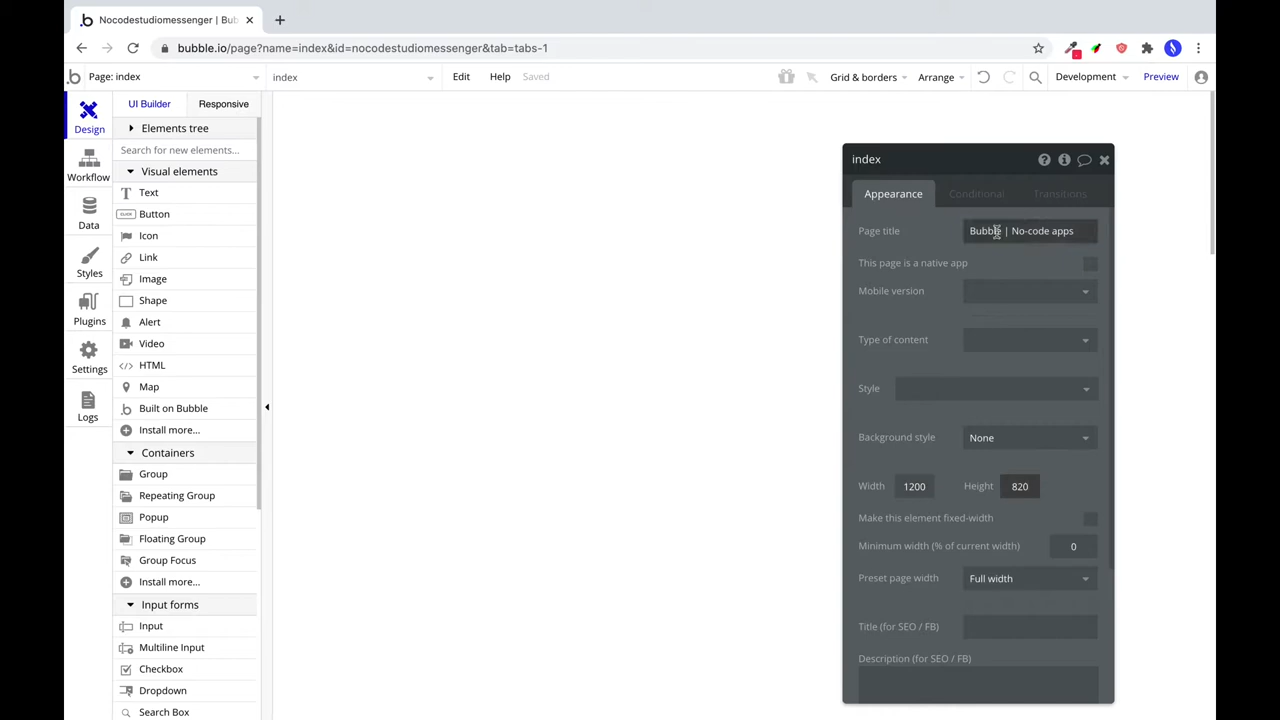 Nocodestudiomessenger | Bub
bubble.io/page?name=index&id=nocodestudiomessenger&tab=tabs-1
Page: index
index
Edit
Help
Saved
Grid & borders
Arrange
Development
Preview
Design
Workflow
Data
Styles
Plugins
Settings
Logs
UI Builder
Responsive
Elements tree
Search for new elements...
Visual elements
Text
CLICK
Button
Icon
Link
Image
Shape
Alert
Video
HTML
Map
Built on Bubble
Install more...
Containers
Group
Repeating Group
Popup
Floating Group
Group Focus
Install more...
Input forms
Input
Multiline Input
Checkbox
Dropdown
Search Box
index
Appearance
Conditional
Transitions
Page title
Bubble | No-code apps
This page is a native app
Mobile version
Type of content
Style
Background style
None
Width
1200
Height
820
Make this element fixed-width
Minimum width (% of current width)
0
Preset page width
Full width
Title (for SEO / FB)
Description (for SEO / FB)